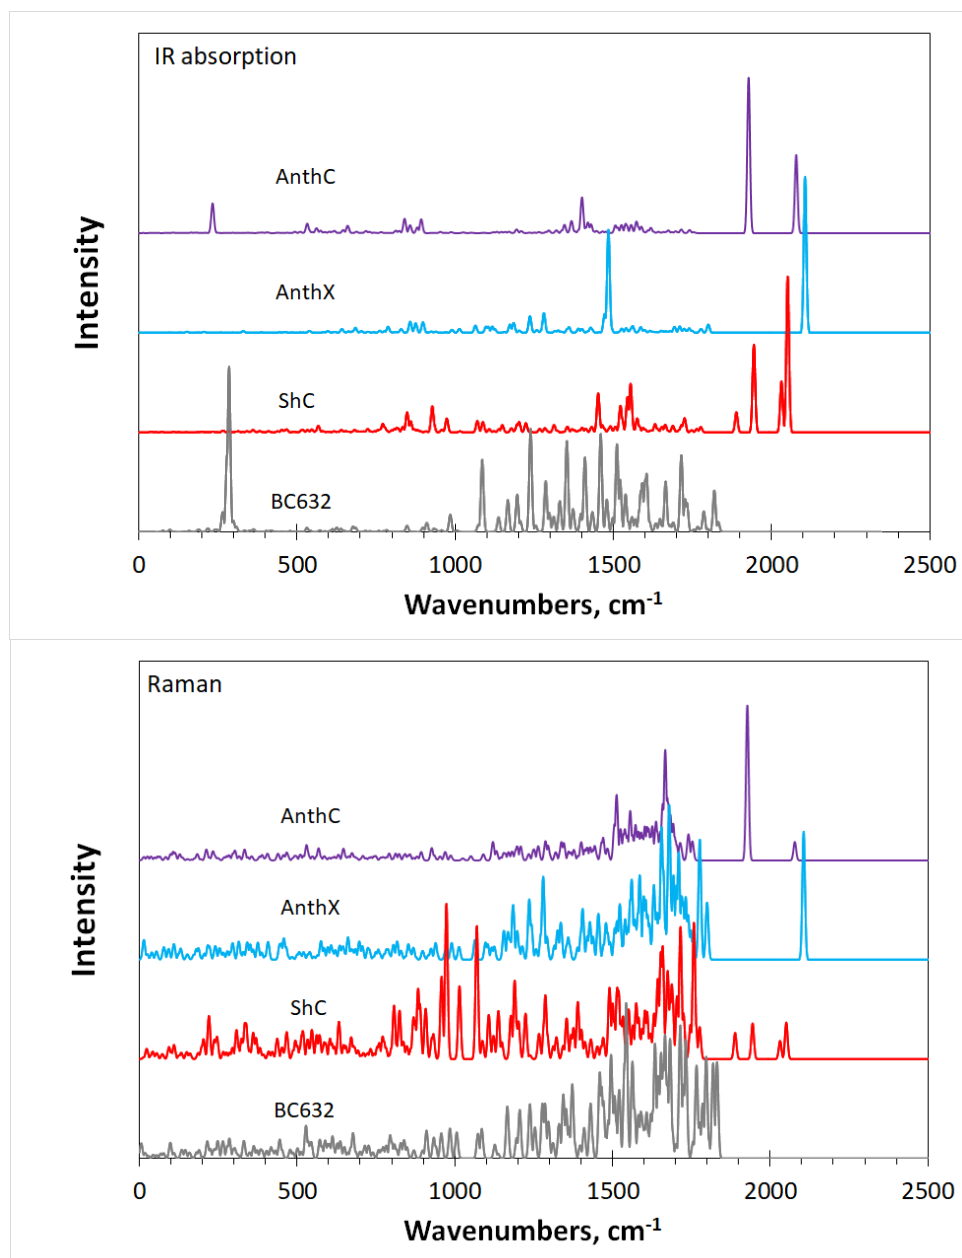 IR absorption
AnthC
AnthX
ShC
BC632
Intensity
0 500 1000 1500 2000 2500
Wavenumbers, cm-1
Raman
AnthC
AnthX
ShC
BC632
Intensity
0 500 1000 1500 2000 2500
Wavenumbers, cm-1